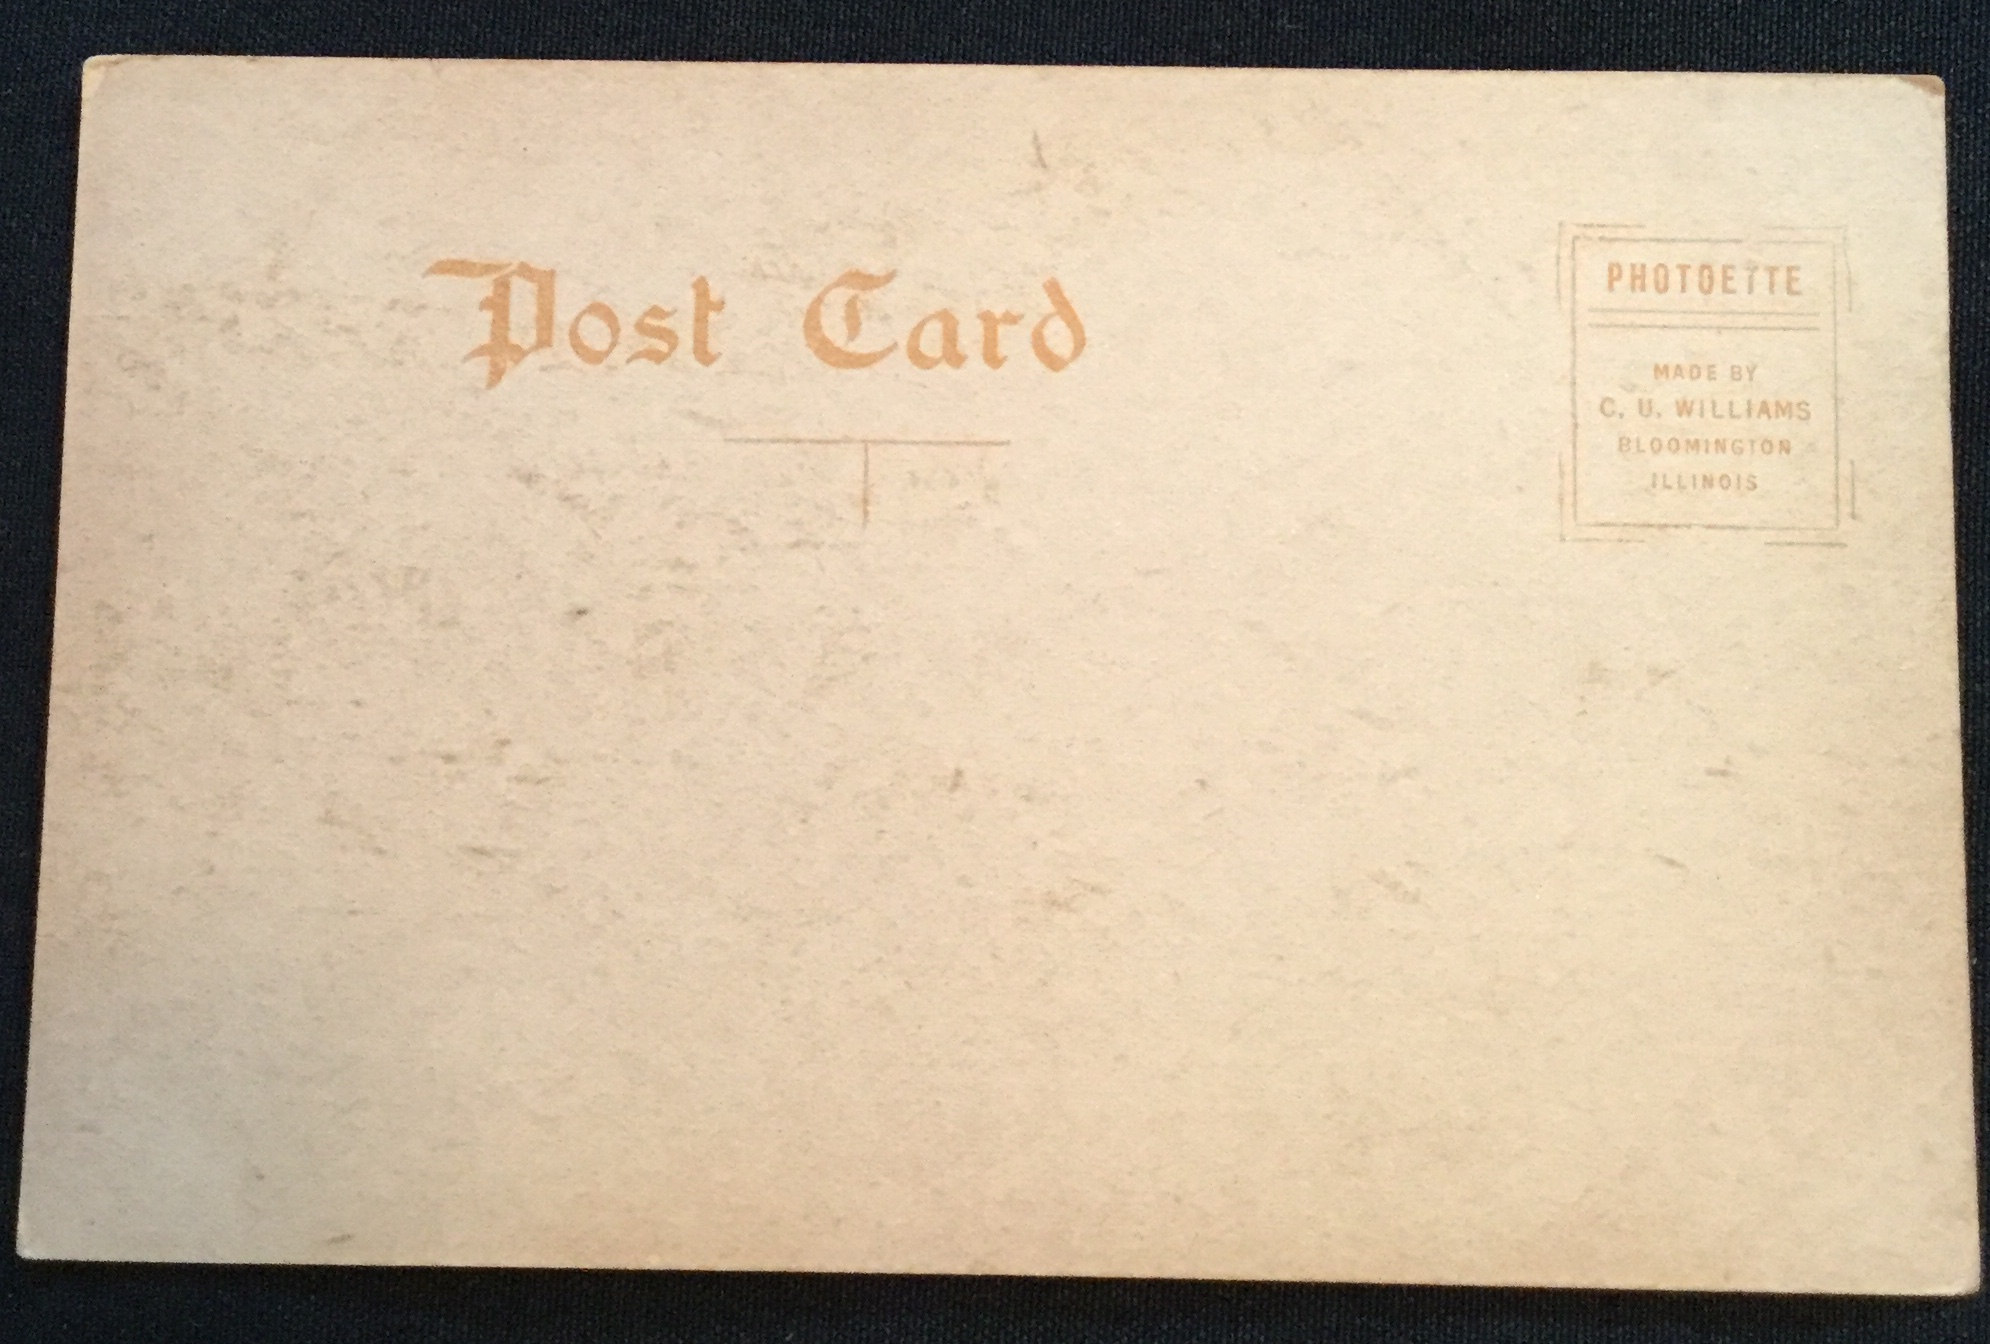 Post Card
PHOTOETTE
MADE BY
C. U. WILLIAMS
BLOOMINGTON
ILLINOIS